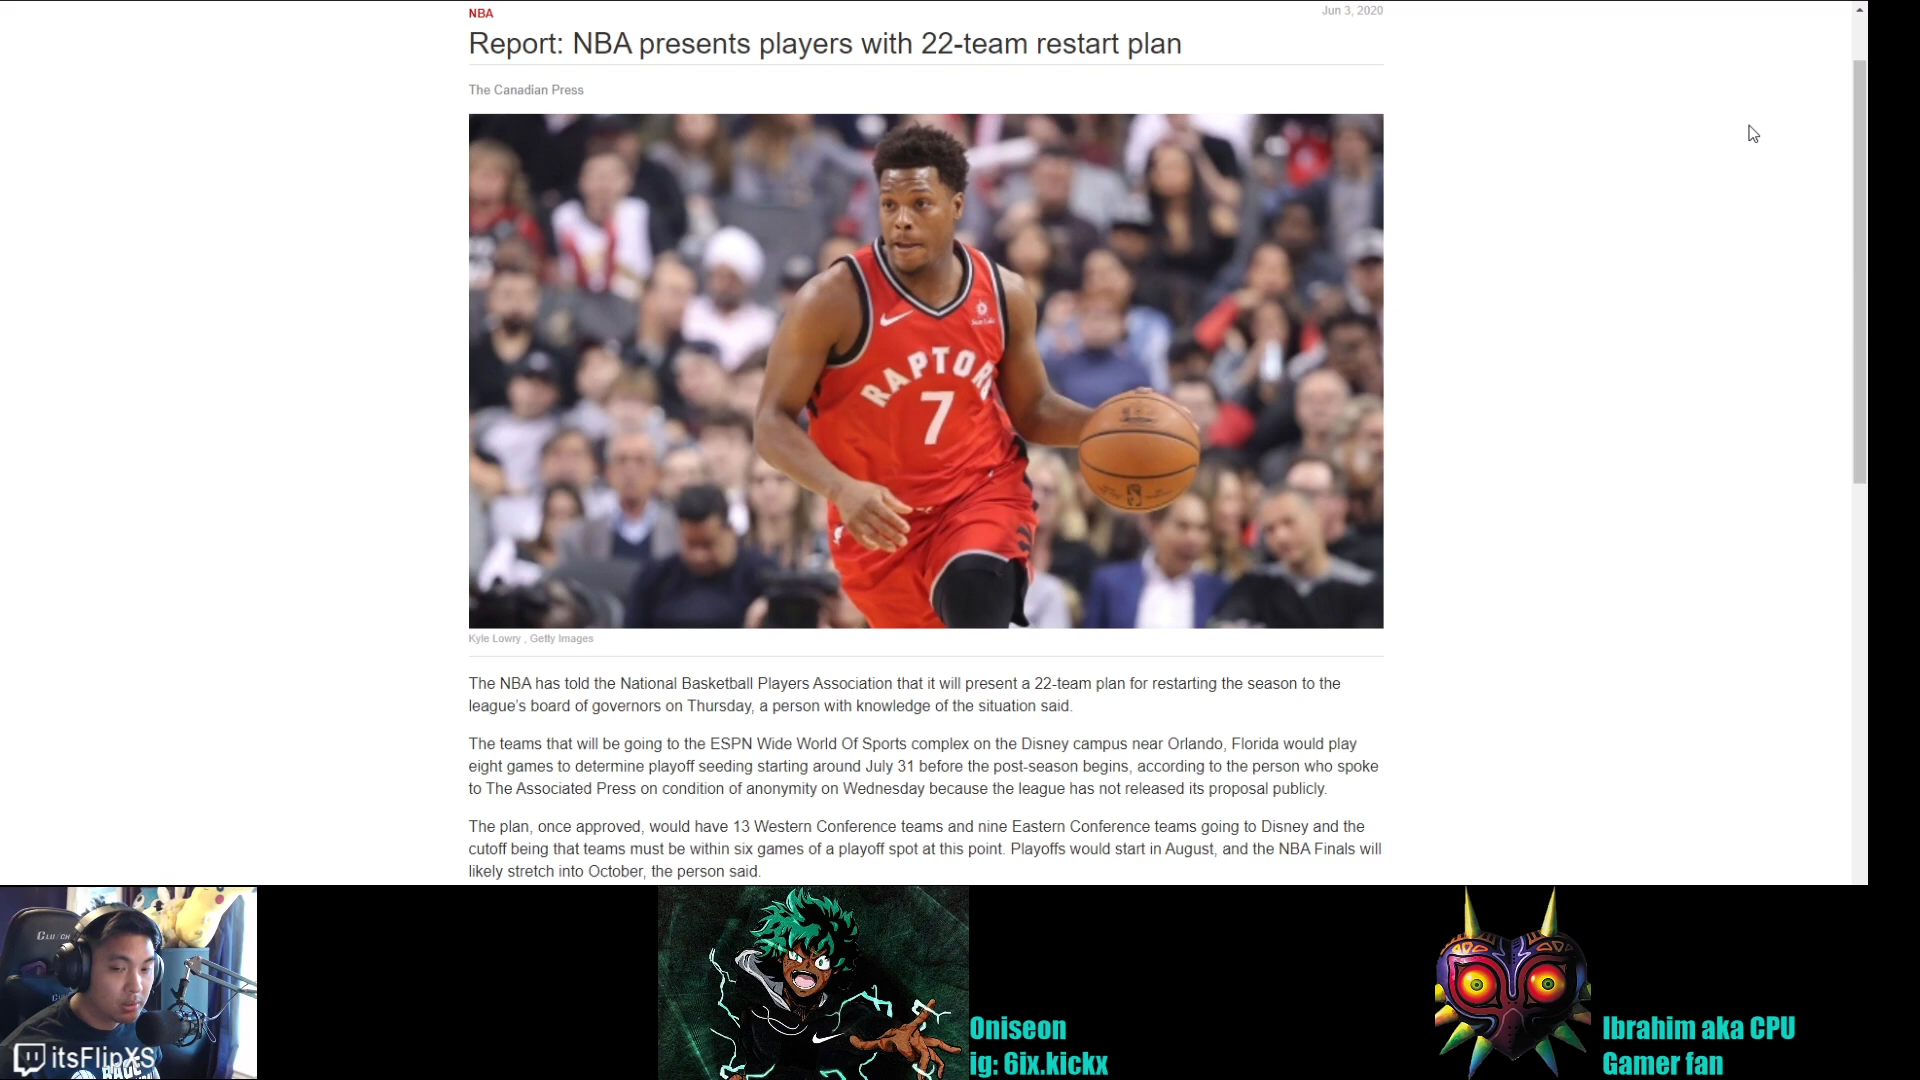 NBA
Jun 3, 2020
Report: NBA presents players with 22-team restart plan
The Canadian Press
RAPTORS
7
Kyle Lowry , Getty Images
The NBA has told the National Basketball Players Association that it will present a 22-team plan for restarting the season to the
league’s board of governors on Thursday, a person with knowledge of the situation said.
The teams that will be going to the ESPN Wide World Of Sports complex on the Disney campus near Orlando, Florida would play
eight games to determine playoff seeding starting around July 31 before the post-season begins, according to the person who spoke
to The Associated Press on condition of anonymity on Wednesday because the league has not released its proposal publicly.
The plan, once approved, would have 13 Western Conference teams and nine Eastern Conference teams going to Disney and the
cutoff being that teams must be within six games of a playoff spot at this point. Playoffs would start in August, and the NBA Finals will
likely stretch into October, the person said.
CLUTCH
itsFlipXS
Oniseon
ig: 6ix.kickx
Ibrahim aka CPU
Gamer fan